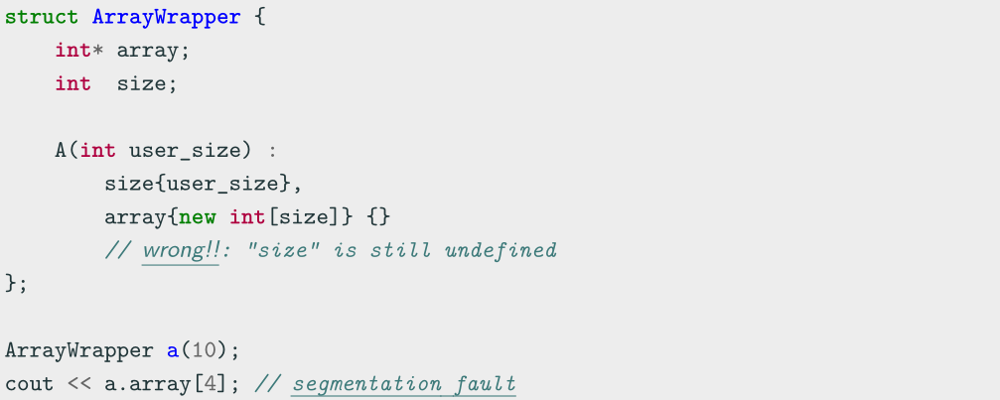 struct ArrayWrapper {
    int* array;
    int  size;

    A(int user_size) :
        size{user_size},
        array{new int[size]} {}
        // wrong!!: "size" is still undefined
};

ArrayWrapper a(10);
cout << a.array[4]; // segmentation fault